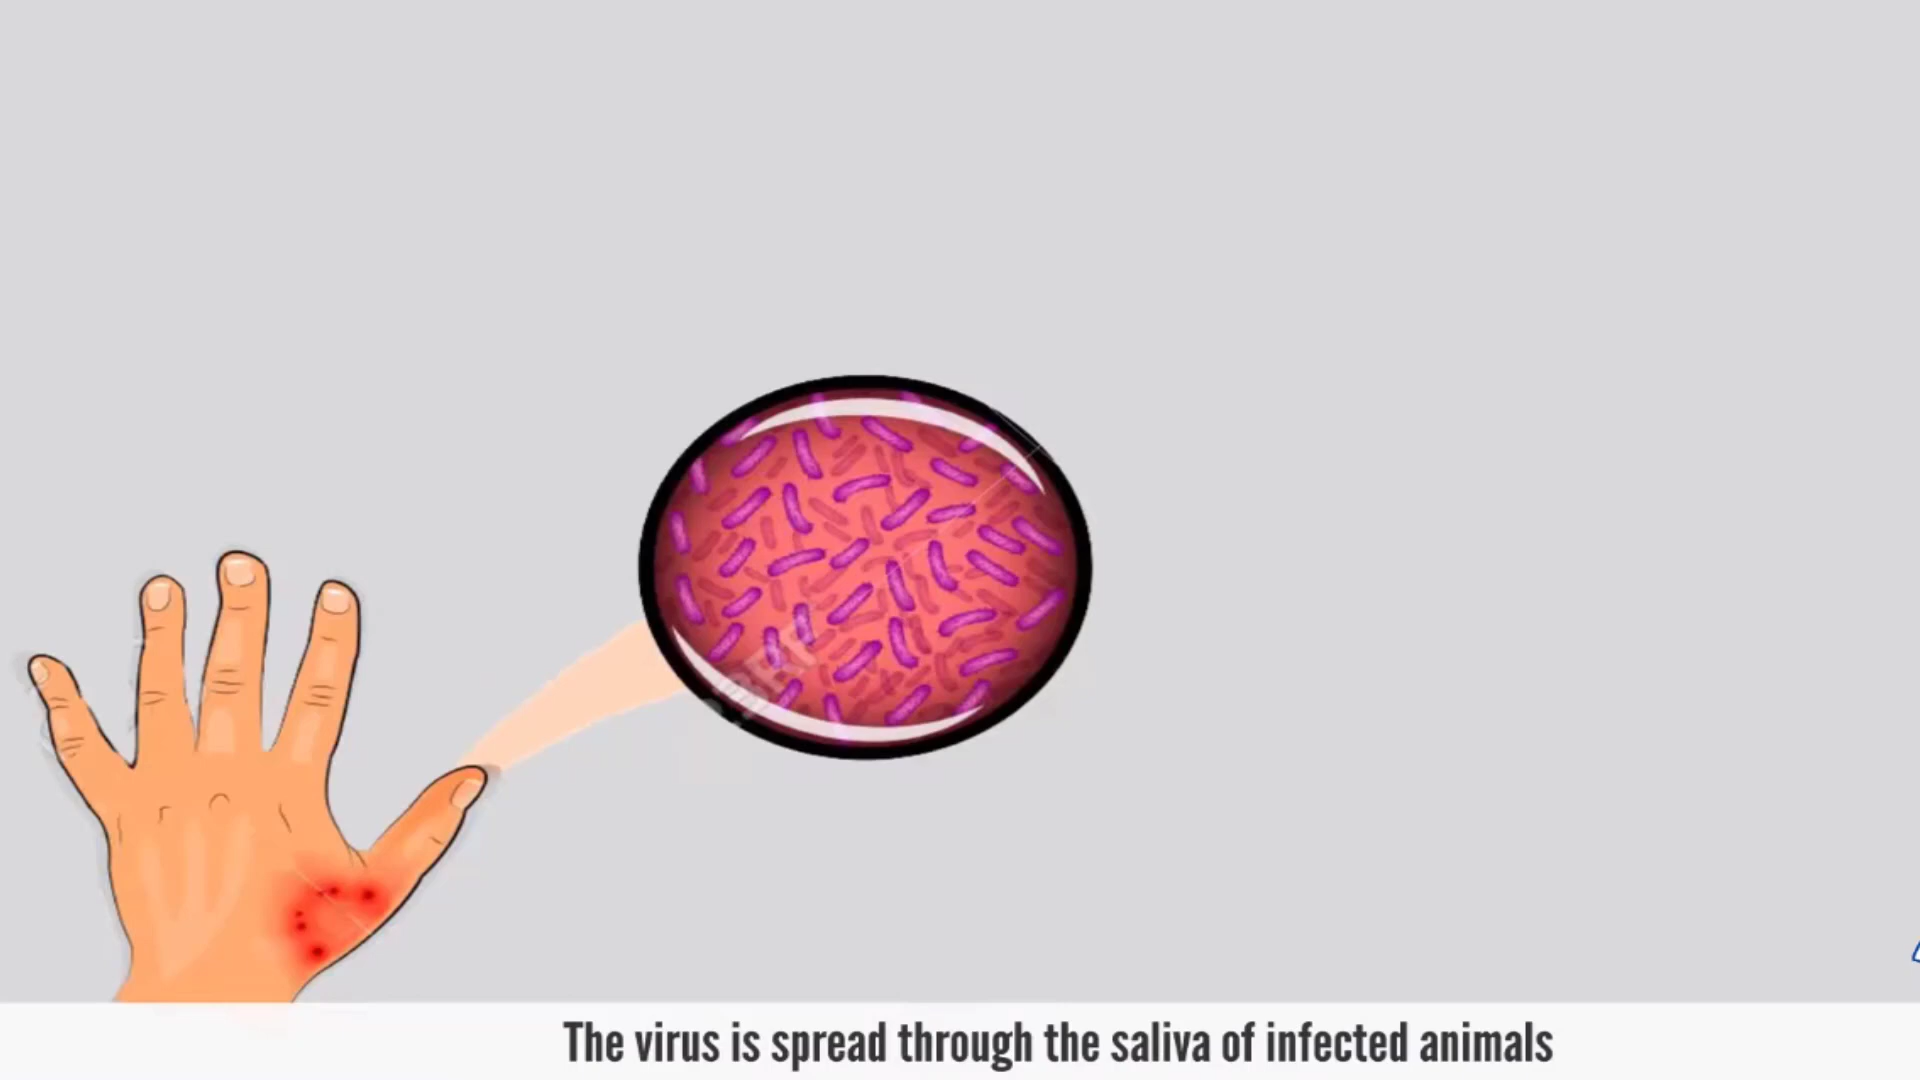 The virus is spread through the saliva of infected animals